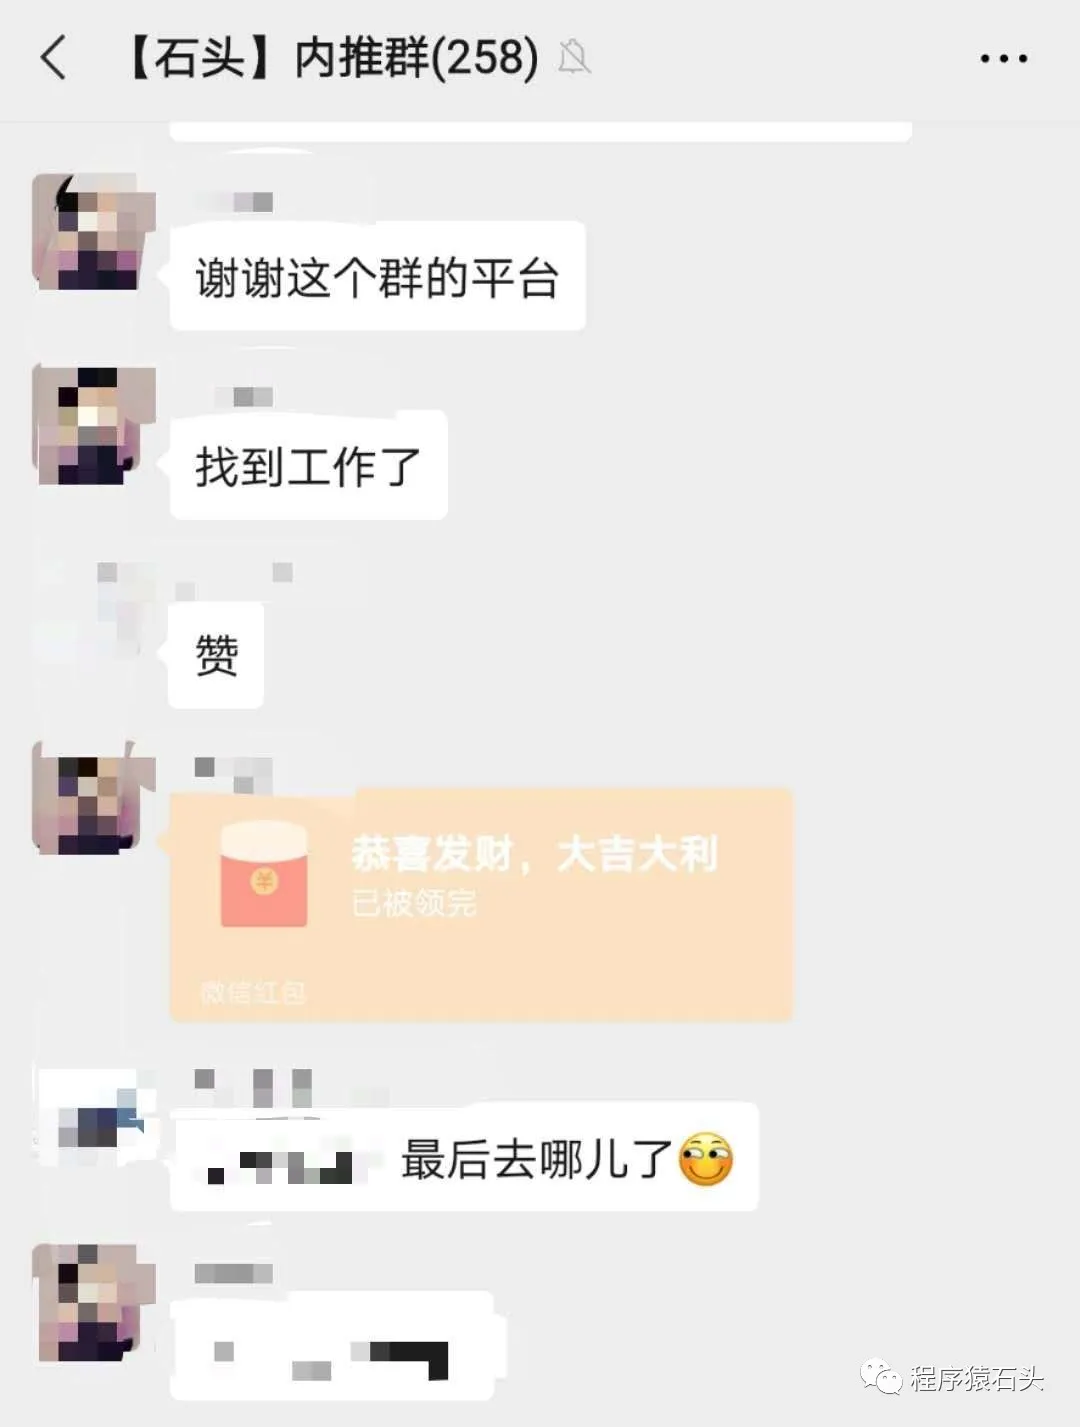 【石头】内推群(258)
谢谢这个群的平台
找到工作了
赞
恭喜发财，大吉大利
已被领完
微信红包
最后去哪儿了
程序猿石头